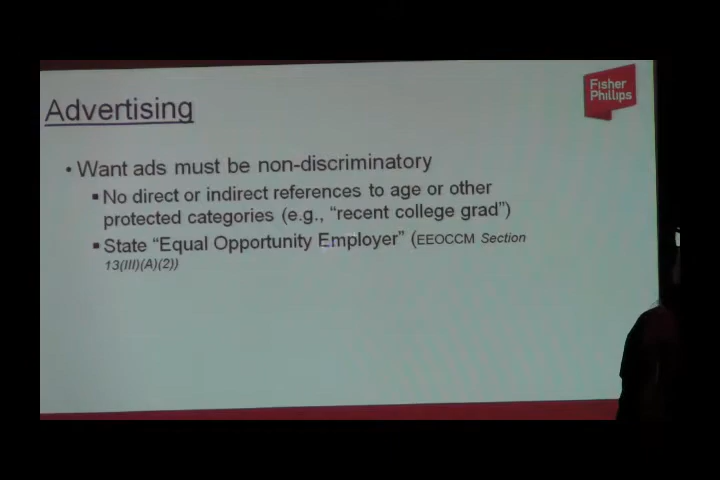 Fisher
Phillips
Advertising
• Want ads must be non-discriminatory
▪ No direct or indirect references to age or other
protected categories (e.g., “recent college grad”)
▪ State “Equal Opportunity Employer” (EEOCCM Section
13(III)(A)(2))